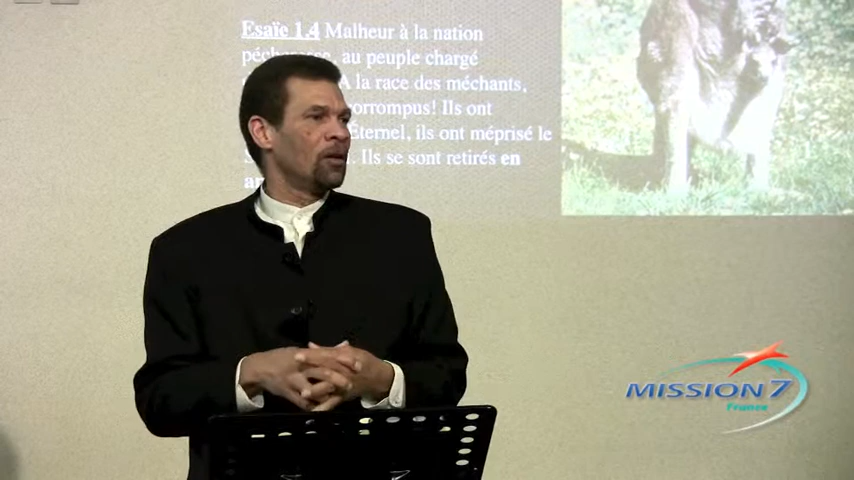 Esaïe 1.4 Malheur à la nation
au peuple chargé
A la race des méchants,
corrompus! Ils ont
Éternel, ils ont méprisé le
Ils se sont retirés en
MISSION 7
France